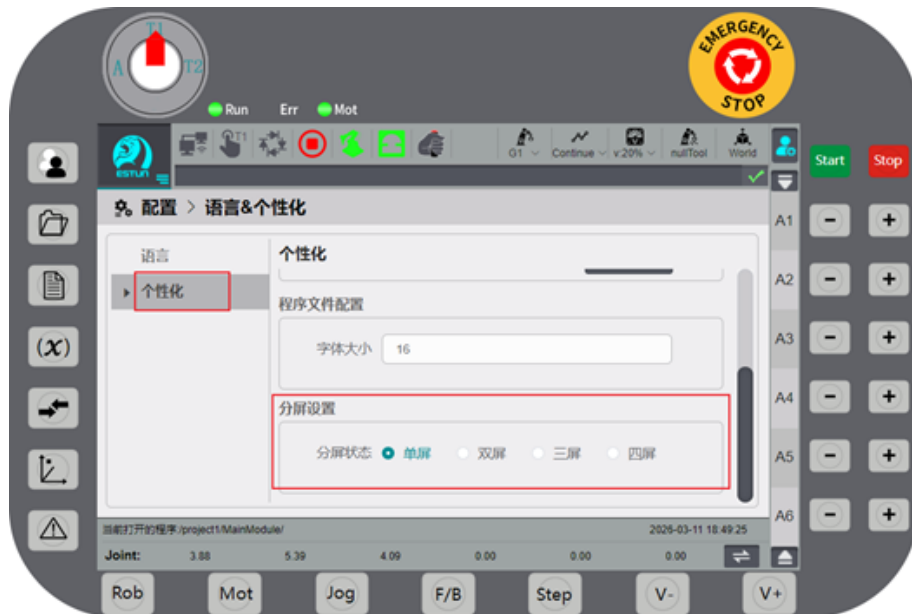 T1
A
T2
EMERGENCY
STOP
Run Err Mot
T1
G1 Continue v:20% nullTool World
ESTUN
Start Stop
配置 > 语言&个性化
A1 - +
语言
个性化
个性化
A2 - +
程序文件配置
字体大小 16
(x)
A3 - +
分屏设置
A4 - +
分屏状态 单屏 双屏 三屏 四屏
A5 - +
A6 - +
当前打开的程序:/project1/MainModule/ 2026-03-11 18:49:25
Joint: 3.88 5.39 4.09 0.00 0.00 0.00
Rob Mot Jog F/B Step V- V+